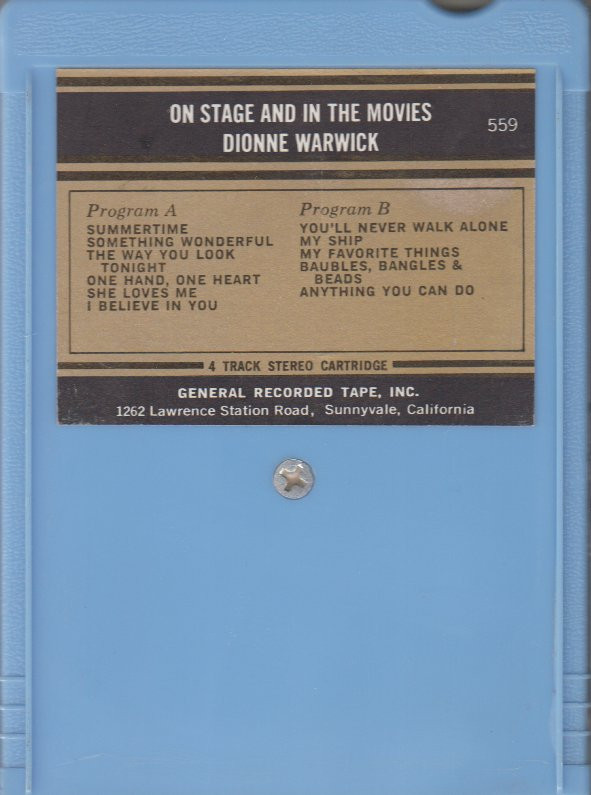 ON STAGE AND IN THE MOVIES
DIONNE WARWICK
559
Program A
SUMMERTIME
SOMETHING WONDERFUL
THE WAY YOU LOOK
TONIGHT
ONE HAND, ONE HEART
SHE LOVES ME
I BELIEVE IN YOU
Program B
YOU'LL NEVER WALK ALONE
MY SHIP
MY FAVORITE THINGS
BAUBLES, BANGLES &
BEADS
ANYTHING YOU CAN DO
4 TRACK STEREO CARTRIDGE
GENERAL RECORDED TAPE, INC.
1262 Lawrence Station Road, Sunnyvale, California